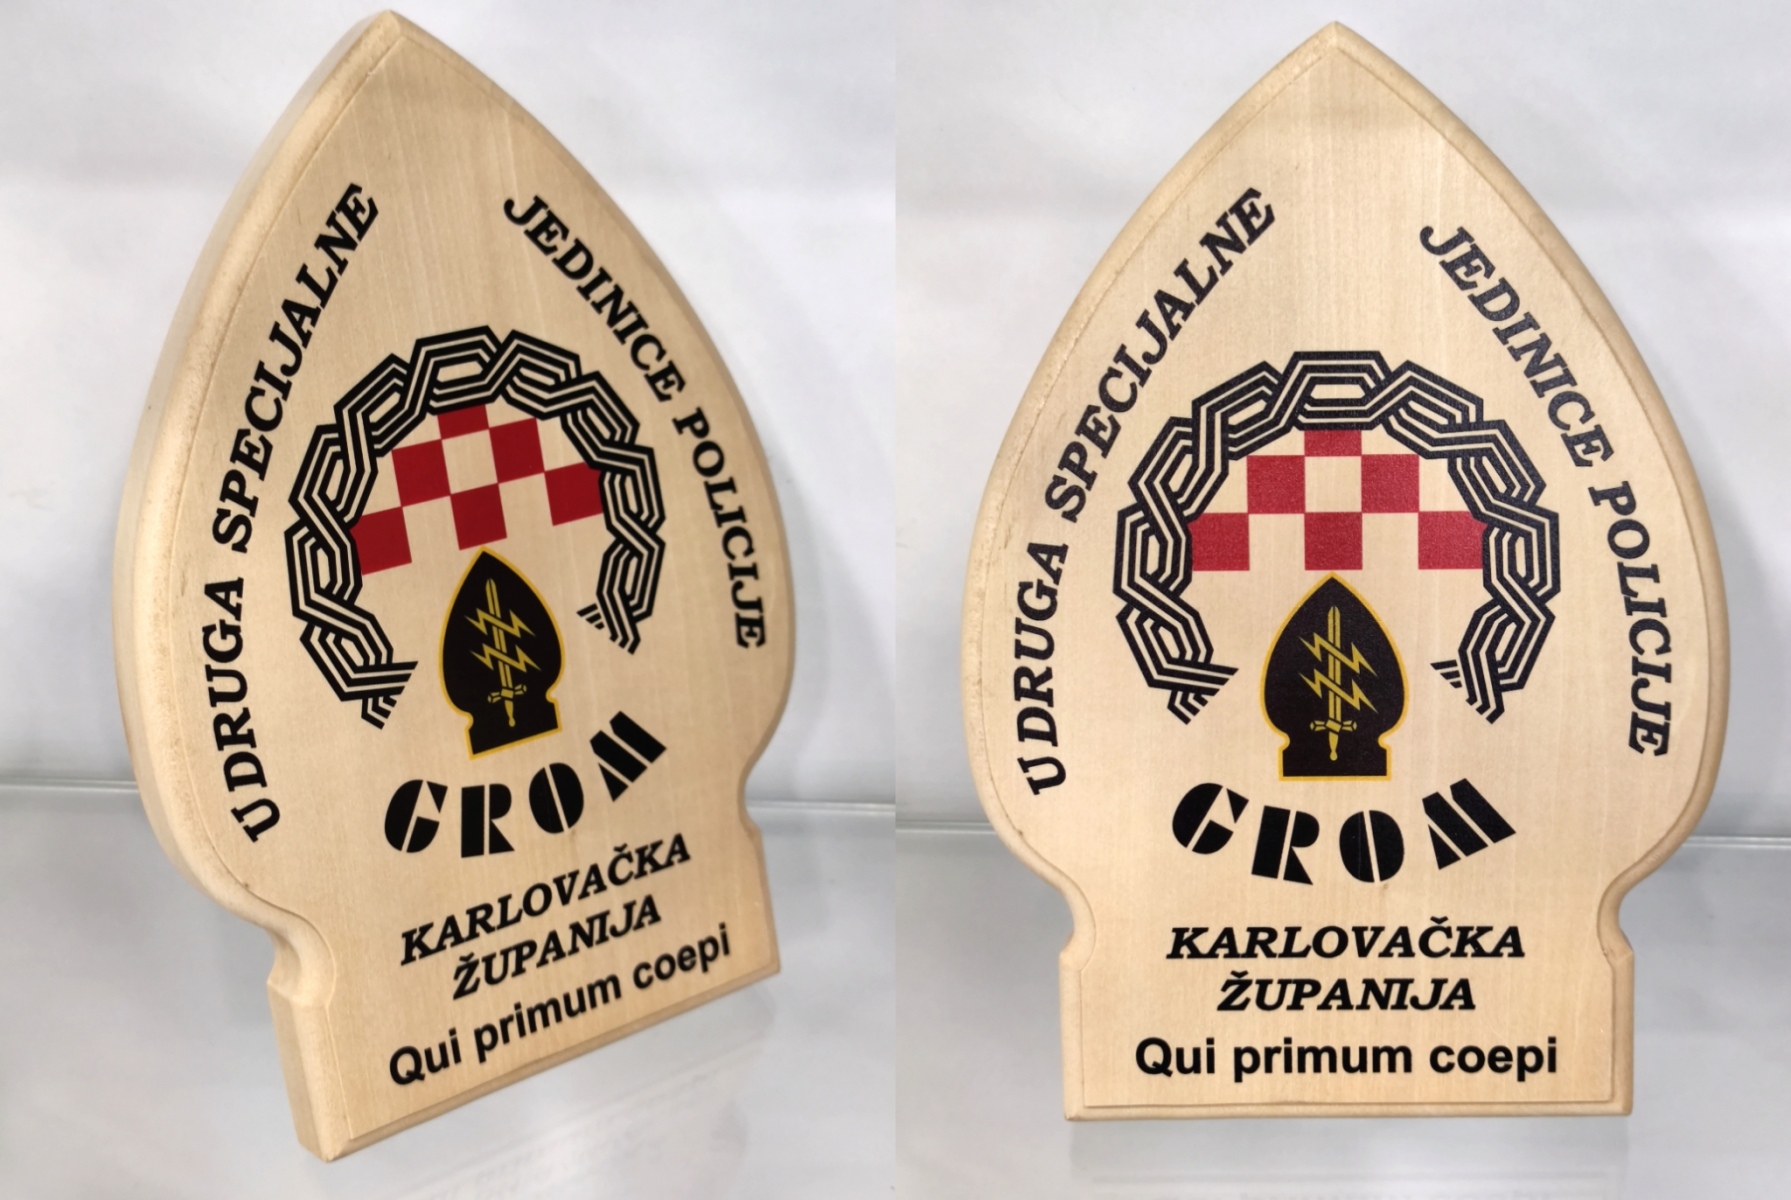 UDRUGA SPECIJALNE
JEDINICE POLICIJE
GROM
KARLOVAČKA
ŽUPANIJA
Qui primum coepi
UDRUGA SPECIJALNE
JEDINICE POLICIJE
GROM
KARLOVAČKA
ŽUPANIJA
Qui primum coepi